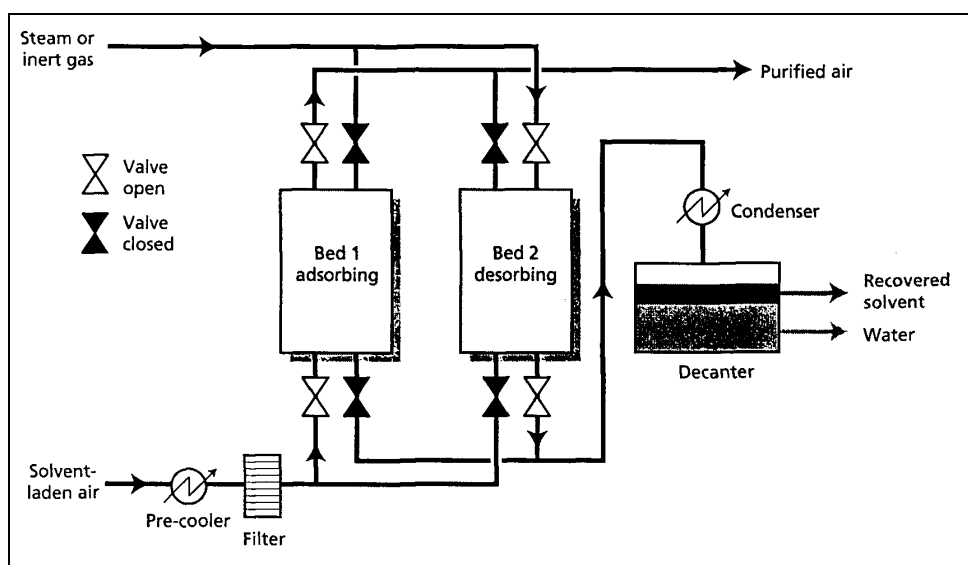 Steam or
inert gas
Purified air
Valve
open
Valve
closed
Bed 1
adsorbing
Bed 2
desorbing
Condenser
Recovered
solvent
Water
Decanter
Solvent-
laden air
Pre-cooler
Filter